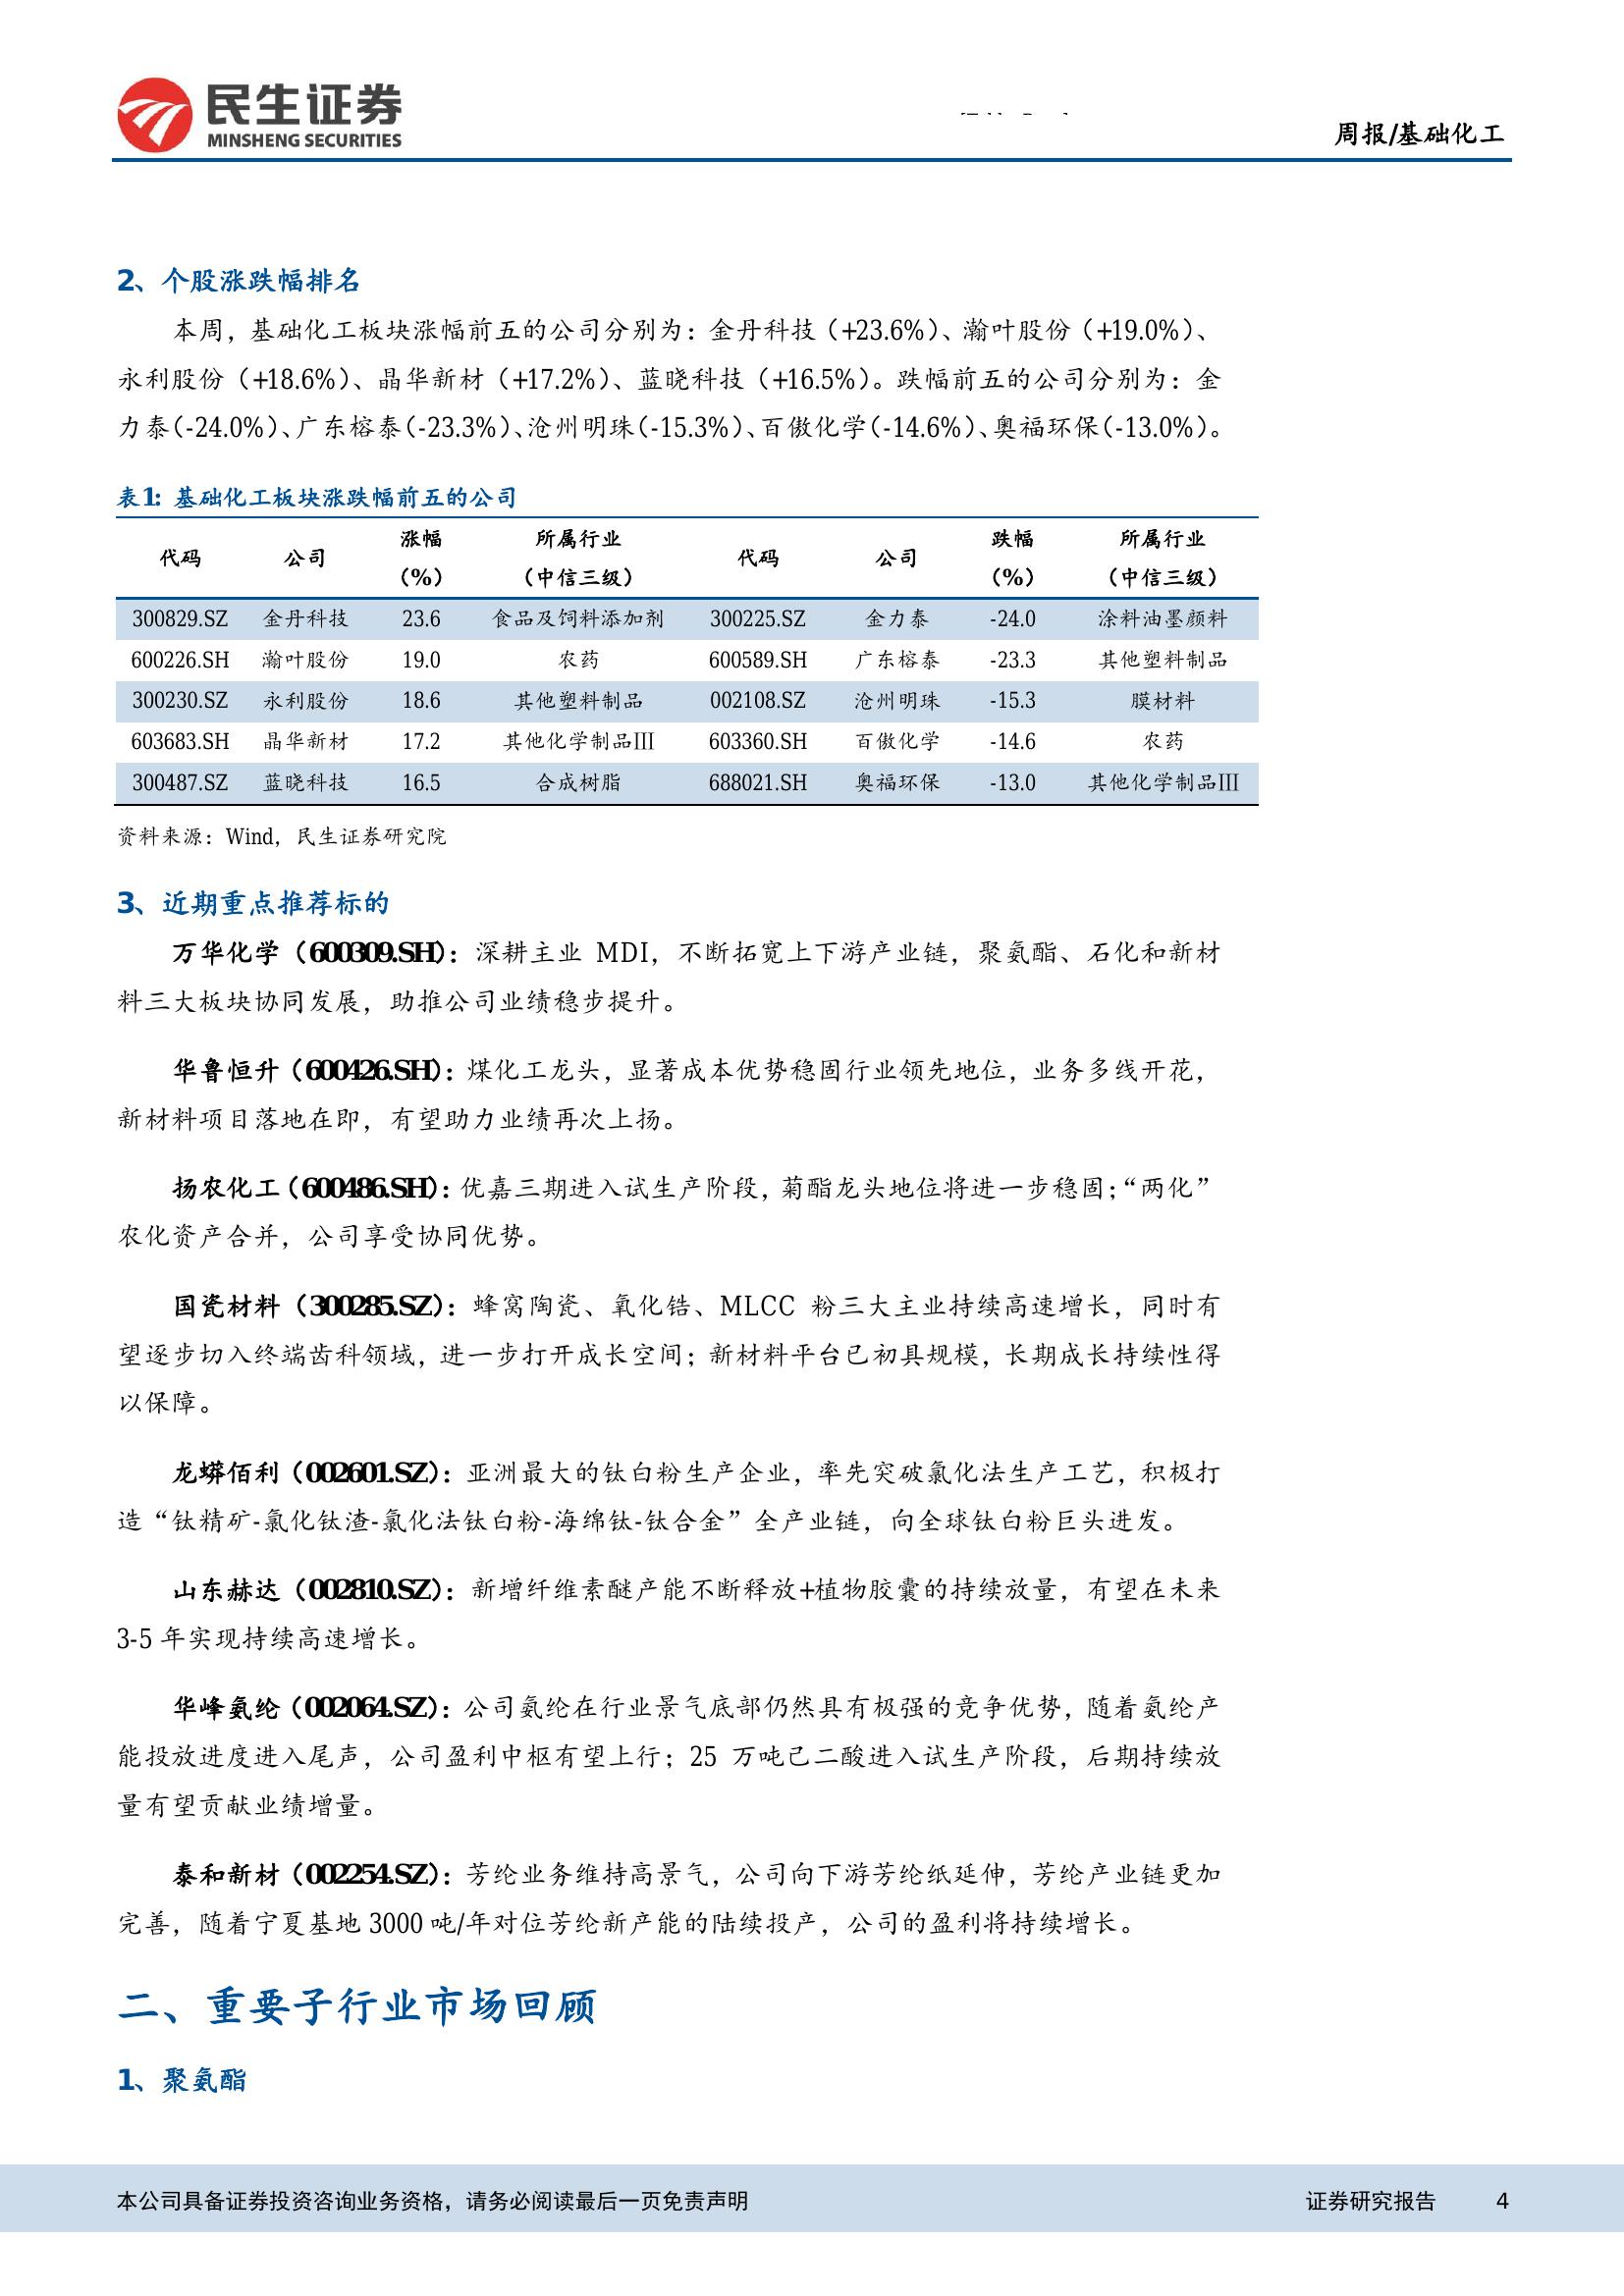 民生证券
MINSHENG SECURITIES
周报/基础化工
2、个股涨跌幅排名
本周，基础化工板块涨幅前五的公司分别为：金丹科技（+23.6%）、瀚叶股份（+19.0%）、
永利股份（+18.6%）、晶华新材（+17.2%）、蓝晓科技（+16.5%）。跌幅前五的公司分别为：金
力泰（-24.0%）、广东榕泰（-23.3%）、沧州明珠（-15.3%）、百傲化学（-14.6%）、奥福环保（-13.0%）。
表1：基础化工板块涨跌幅前五的公司
代码 公司 涨幅（%） 所属行业（中信三级） 代码 公司 跌幅（%） 所属行业（中信三级）
300829.SZ 金丹科技 23.6 食品及饲料添加剂 300225.SZ 金力泰 -24.0 涂料油墨颜料
600226.SH 瀚叶股份 19.0 农药 600589.SH 广东榕泰 -23.3 其他塑料制品
300230.SZ 永利股份 18.6 其他塑料制品 002108.SZ 沧州明珠 -15.3 膜材料
603683.SH 晶华新材 17.2 其他化学制品Ⅲ 603360.SH 百傲化学 -14.6 农药
300487.SZ 蓝晓科技 16.5 合成树脂 688021.SH 奥福环保 -13.0 其他化学制品Ⅲ
资料来源：Wind，民生证券研究院
3、近期重点推荐标的
万华化学（600309.SH）：深耕主业 MDI，不断拓宽上下游产业链，聚氨酯、石化和新材
料三大板块协同发展，助推公司业绩稳步提升。
华鲁恒升（600426.SH）：煤化工龙头，显著成本优势稳固行业领先地位，业务多线开花，
新材料项目落地在即，有望助力业绩再次上扬。
扬农化工（600486.SH）：优嘉三期进入试生产阶段，菊酯龙头地位将进一步稳固；“两化”
农化资产合并，公司享受协同优势。
国瓷材料（300285.SZ）：蜂窝陶瓷、氧化锆、MLCC 粉三大主业持续高速增长，同时有
望逐步切入终端齿科领域，进一步打开成长空间；新材料平台已初具规模，长期成长持续性得
以保障。
龙蟒佰利（002601.SZ）：亚洲最大的钛白粉生产企业，率先突破氯化法生产工艺，积极打
造“钛精矿-氯化钛渣-氯化法钛白粉-海绵钛-钛合金”全产业链，向全球钛白粉巨头进发。
山东赫达（002810.SZ）：新增纤维素醚产能不断释放+植物胶囊的持续放量，有望在未来
3-5 年实现持续高速增长。
华峰氨纶（002064.SZ）：公司氨纶在行业景气底部仍然具有极强的竞争优势，随着氨纶产
能投放进度进入尾声，公司盈利中枢有望上行；25 万吨己二酸进入试生产阶段，后期持续放
量有望贡献业绩增量。
泰和新材（002254.SZ）：芳纶业务维持高景气，公司向下游芳纶纸延伸，芳纶产业链更加
完善，随着宁夏基地 3000 吨/年对位芳纶新产能的陆续投产，公司的盈利将持续增长。
二、重要子行业市场回顾
1、聚氨酯
本公司具备证券投资咨询业务资格，请务必阅读最后一页免责声明 证券研究报告 4